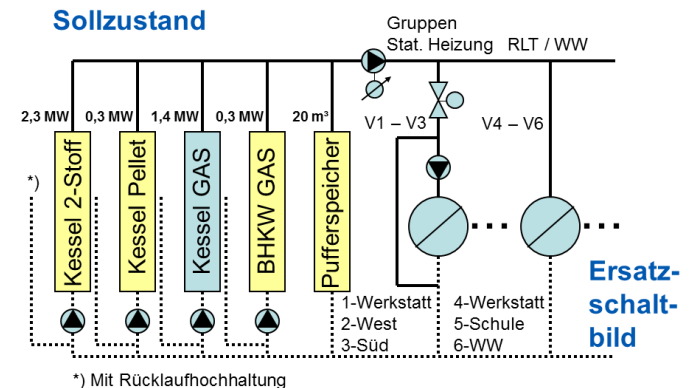 Sollzustand
Gruppen
Stat. Heizung RLT / WW
2,3 MW 0,3 MW 1,4 MW 0,3 MW 20 m³
V1 – V3 V4 – V6
*)
Kessel 2-Stoff
Kessel Pellet
Kessel GAS
BHKW GAS
Pufferspeicher
1-Werkstatt 4-Werkstatt
2-West 5-Schule
3-Süd 6-WW
Ersatz-
schalt-
bild
*) Mit Rücklaufhochhaltung